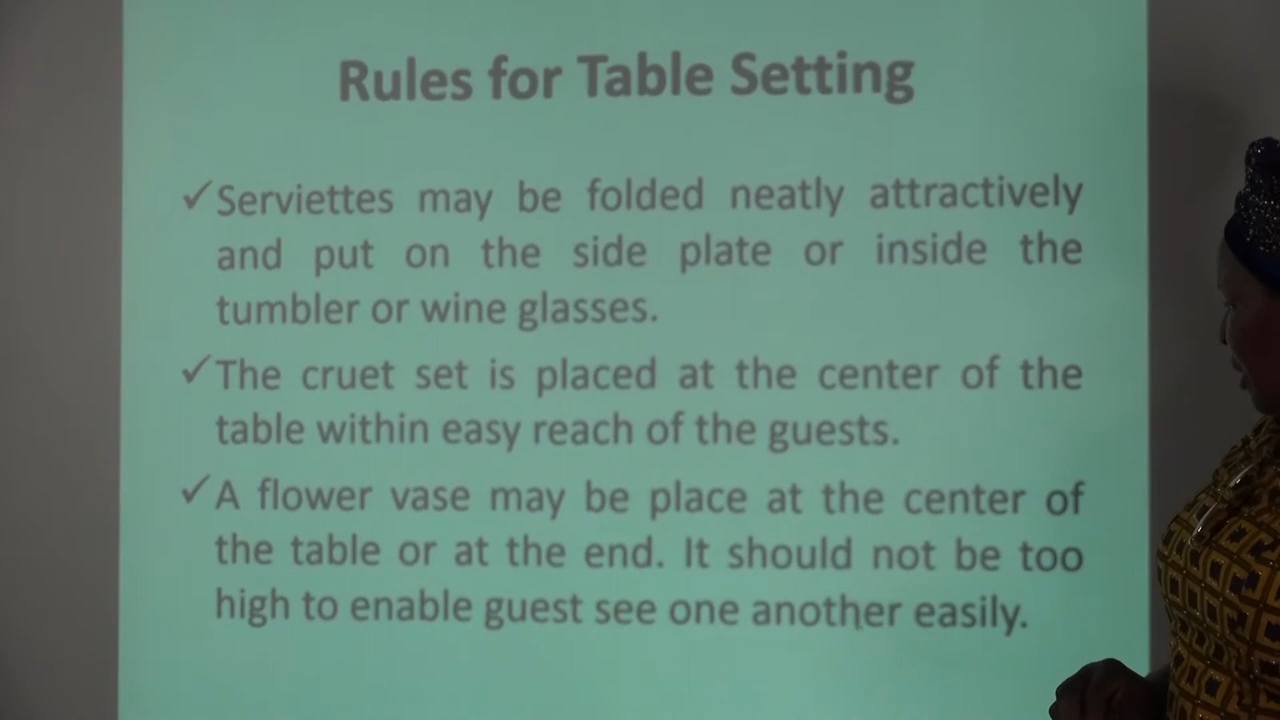 Rules for Table Setting
✓Serviettes may be folded neatly attractively
and put on the side plate or inside the
tumbler or wine glasses.
✓The cruet set is placed at the center of the
table within easy reach of the guests.
✓A flower vase may be place at the center of
the table or at the end. It should not be too
high to enable guest see one another easily.